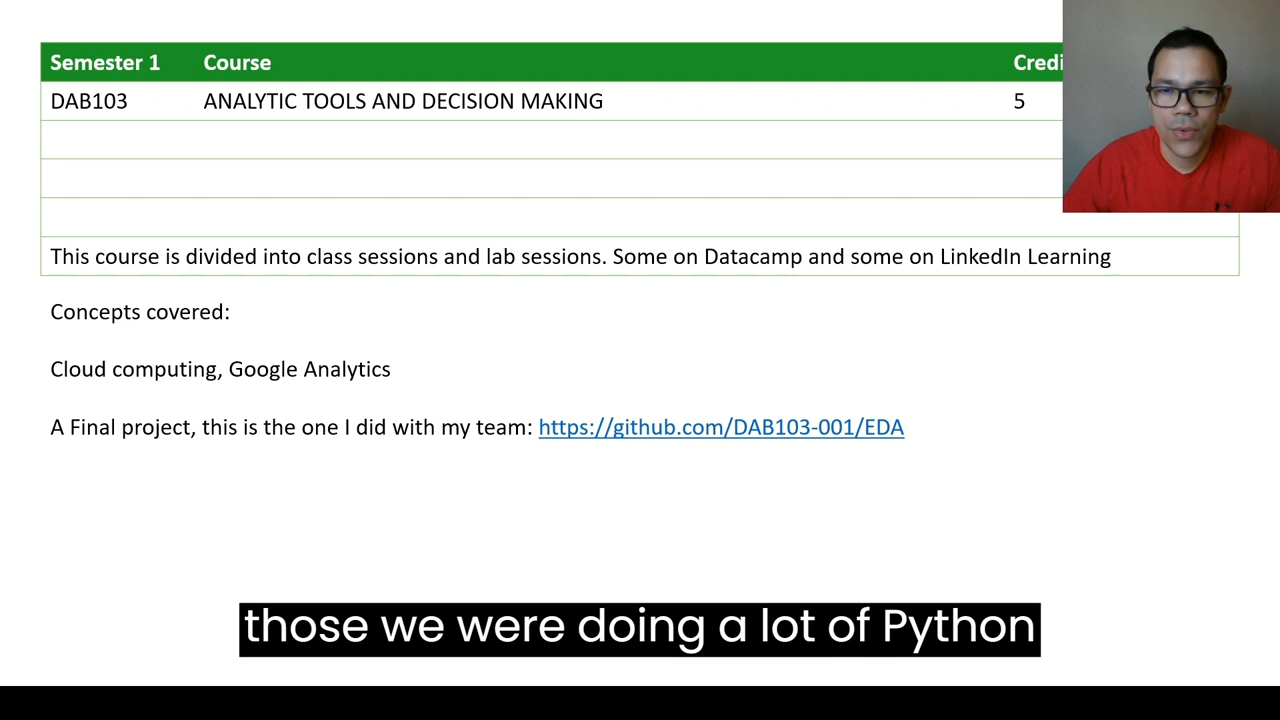 Semester 1 Course Credi
DAB103 ANALYTIC TOOLS AND DECISION MAKING 5
This course is divided into class sessions and lab sessions. Some on Datacamp and some on LinkedIn Learning
Concepts covered:
Cloud computing, Google Analytics
A Final project, this is the one I did with my team: https://github.com/DAB103-001/EDA
those we were doing a lot of Python